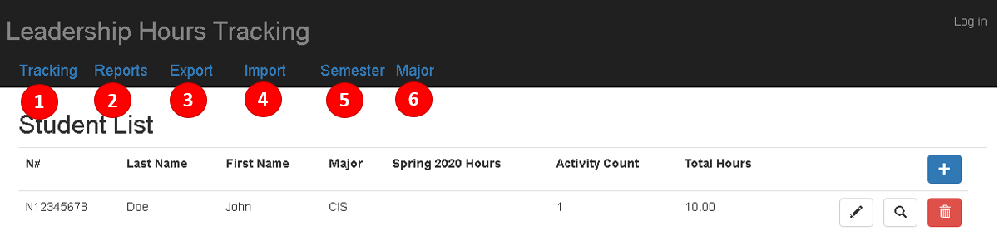 Log in
Leadership Hours Tracking
Tracking Reports Export Import Semester Major
1 2 3 4 5 6
Student List
N# Last Name First Name Major Spring 2020 Hours Activity Count Total Hours +
N12345678 Doe John CIS 1 10.00